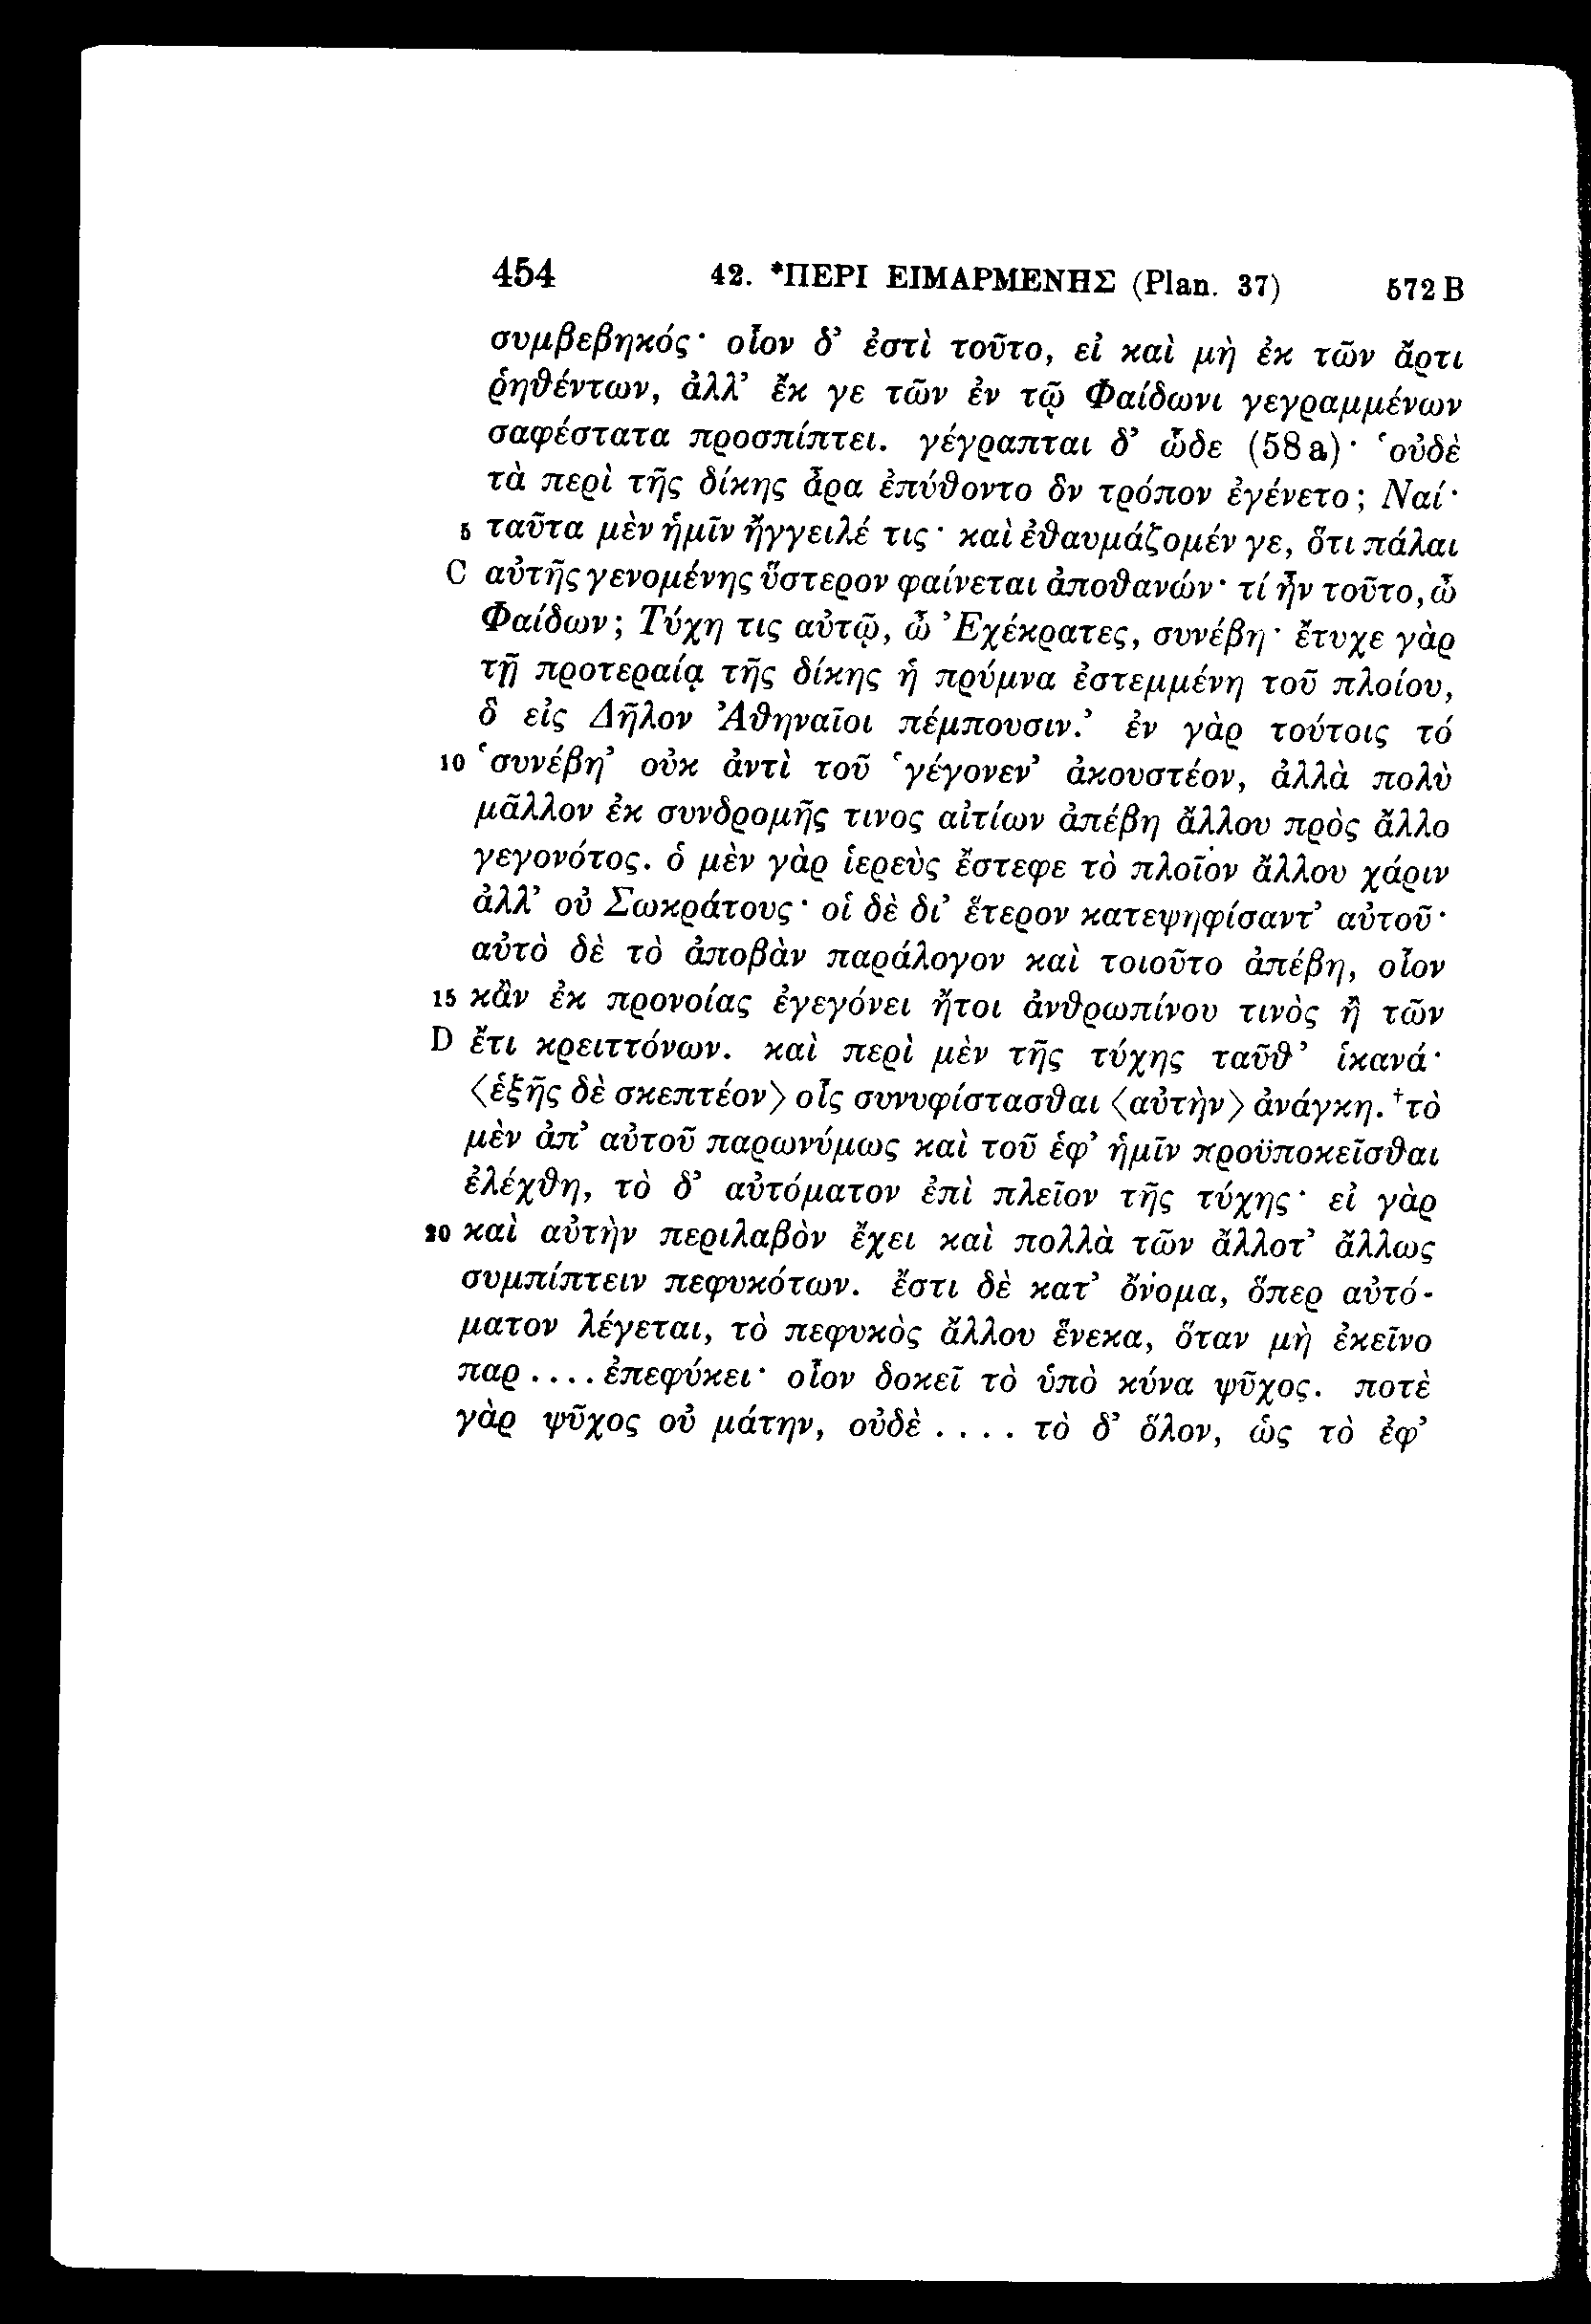 454 42. *ΠΕΡΙ ΕΙΜΑΡΜΕΝΗΣ (Plan. 37) 572 B
συμβεβηκός· οἷον δ’ ἐστὶ τοῦτο, εἰ καὶ μὴ ἐκ τῶν ἄρτι
ῥηθέντων, ἀλλ’ ἔκ γε τῶν ἐν τῷ Φαίδωνι γεγραμμένων
σαφέστατα προσπίπτει. γέγραπται δ’ ὧδε (58 a)· ‘οὐδὲ
τὰ περὶ τῆς δίκης ἆρα ἐπύθοντο ὃν τρόπον ἐγένετο; Ναί·
5 ταῦτα μὲν ἡμῖν ἤγγειλέ τις· καὶ ἐθαυμάζομέν γε, ὅτι πάλαι
C αὐτῆς γενομένης ὕστερον φαίνεται ἀποθανών· τί ἦν τοῦτο, ὦ
Φαίδων; Τύχη τις αὐτῷ, ὦ Ἐχέκρατες, συνέβη· ἔτυχε γὰρ
τῇ προτεραίᾳ τῆς δίκης ἡ πρύμνα ἐστεμμένη τοῦ πλοίου,
ὃ εἰς Δῆλον Ἀθηναῖοι πέμπουσιν.’ ἐν γὰρ τούτοις τό
10 ‘συνέβη’ οὐκ ἀντὶ τοῦ ‘γέγονεν’ ἀκουστέον, ἀλλὰ πολὺ
μᾶλλον ἐκ συνδρομῆς τινος αἰτίων ἀπέβη ἄλλου πρὸς ἄλλο
γεγονότος. ὁ μὲν γὰρ ἱερεὺς ἔστεφε τὸ πλοῖον ἄλλου χάριν
ἀλλ’ οὐ Σωκράτους· οἱ δὲ δι’ ἕτερον κατεψηφίσαντ’ αὐτοῦ·
αὐτὸ δὲ τὸ ἀποβὰν παράλογον καὶ τοιοῦτο ἀπέβη, οἷον
15 κἂν ἐκ προνοίας ἐγεγόνει ἤτοι ἀνθρωπίνου τινὸς ἢ τῶν
D ἔτι κρειττόνων. καὶ περὶ μὲν τῆς τύχης ταῦθ’ ἱκανά·
⟨ἑξῆς δὲ σκεπτέον⟩ οἷς συνυφίστασθαι ⟨αὐτὴν⟩ ἀνάγκη. †τὸ
μὲν ἀπ’ αὐτοῦ παρωνύμως καὶ τοῦ ἐφ’ ἡμῖν προϋποκεῖσθαι
ἐλέχθη, τὸ δ’ αὐτόματον ἐπὶ πλεῖον τῆς τύχης· εἰ γὰρ
20 καὶ αὐτὴν περιλαβὸν ἔχει καὶ πολλὰ τῶν ἄλλοτ’ ἄλλως
συμπίπτειν πεφυκότων. ἔστι δὲ κατ’ ὄνομα, ὅπερ αὐτό-
ματον λέγεται, τὸ πεφυκὸς ἄλλου ἕνεκα, ὅταν μὴ ἐκεῖνο
παρ . . . . ἐπεφύκει· οἷον δοκεῖ τὸ ὑπὸ κύνα ψῦχος. ποτὲ
γὰρ ψῦχος οὐ μάτην, οὐδὲ . . . . τὸ δ’ ὅλον, ὡς τὸ ἐφ’